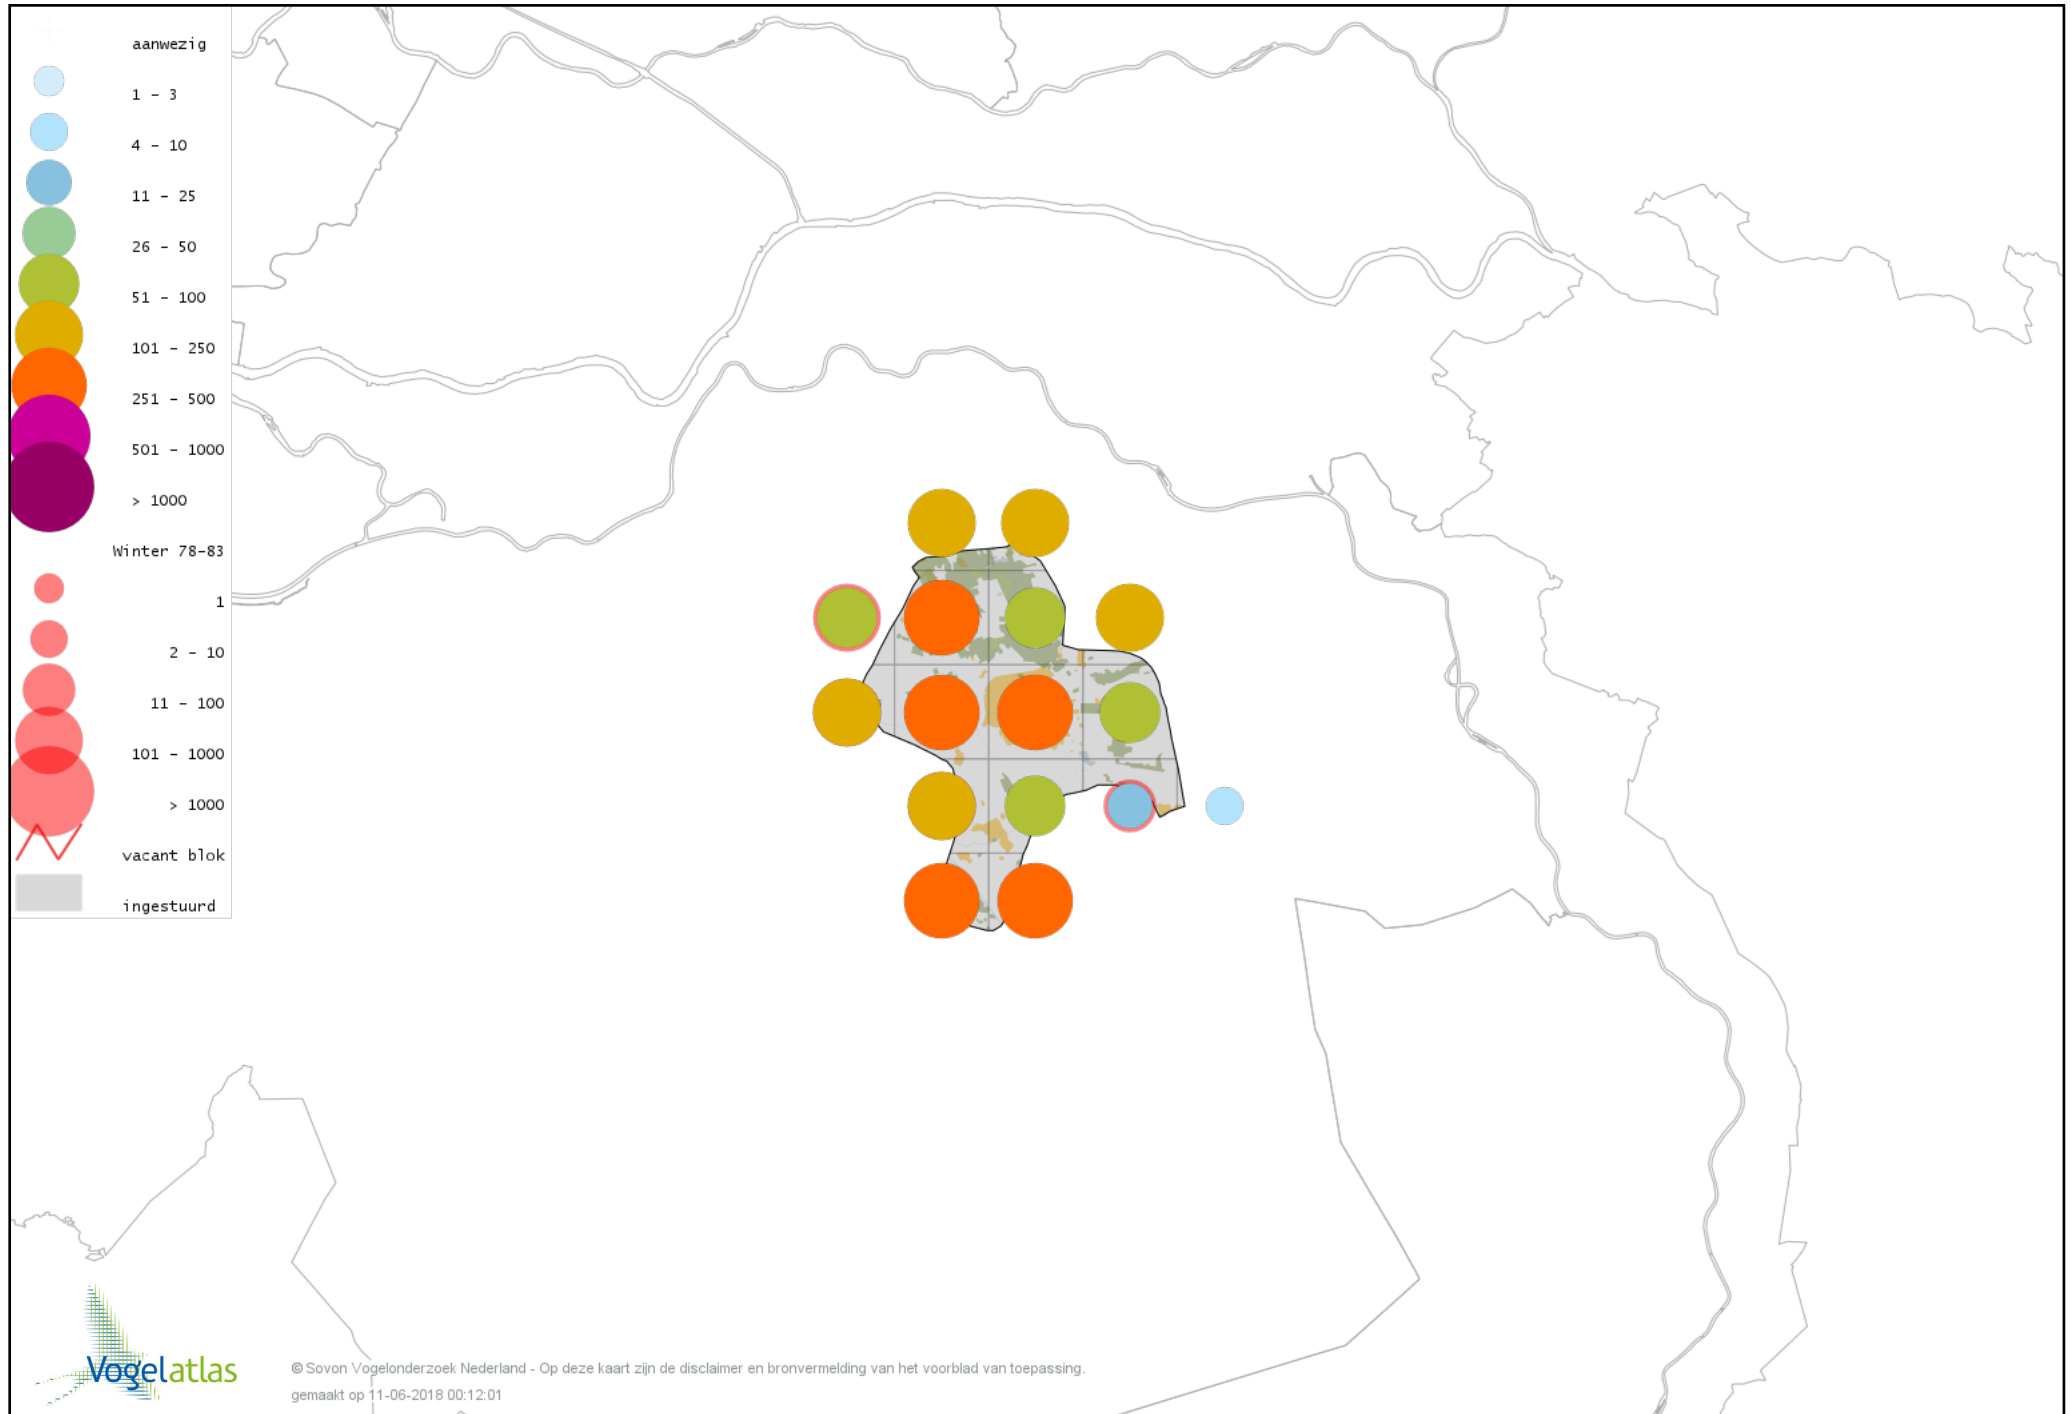 aanwezig
1 - 3
4 - 10
11 - 25
26 - 50
51 - 100
101 - 250
251 - 500
501 - 1000
> 1000
Winter 78-83
1
2 - 10
11 - 100
101 - 1000
> 1000
vacant blok
ingestuurd
Vogelatlas
© Sovon Vogelonderzoek Nederland - Op deze kaart zijn de disclaimer en bronvermelding van het voorblad van toepassing.
gemaakt op 11-06-2018 00:12:01